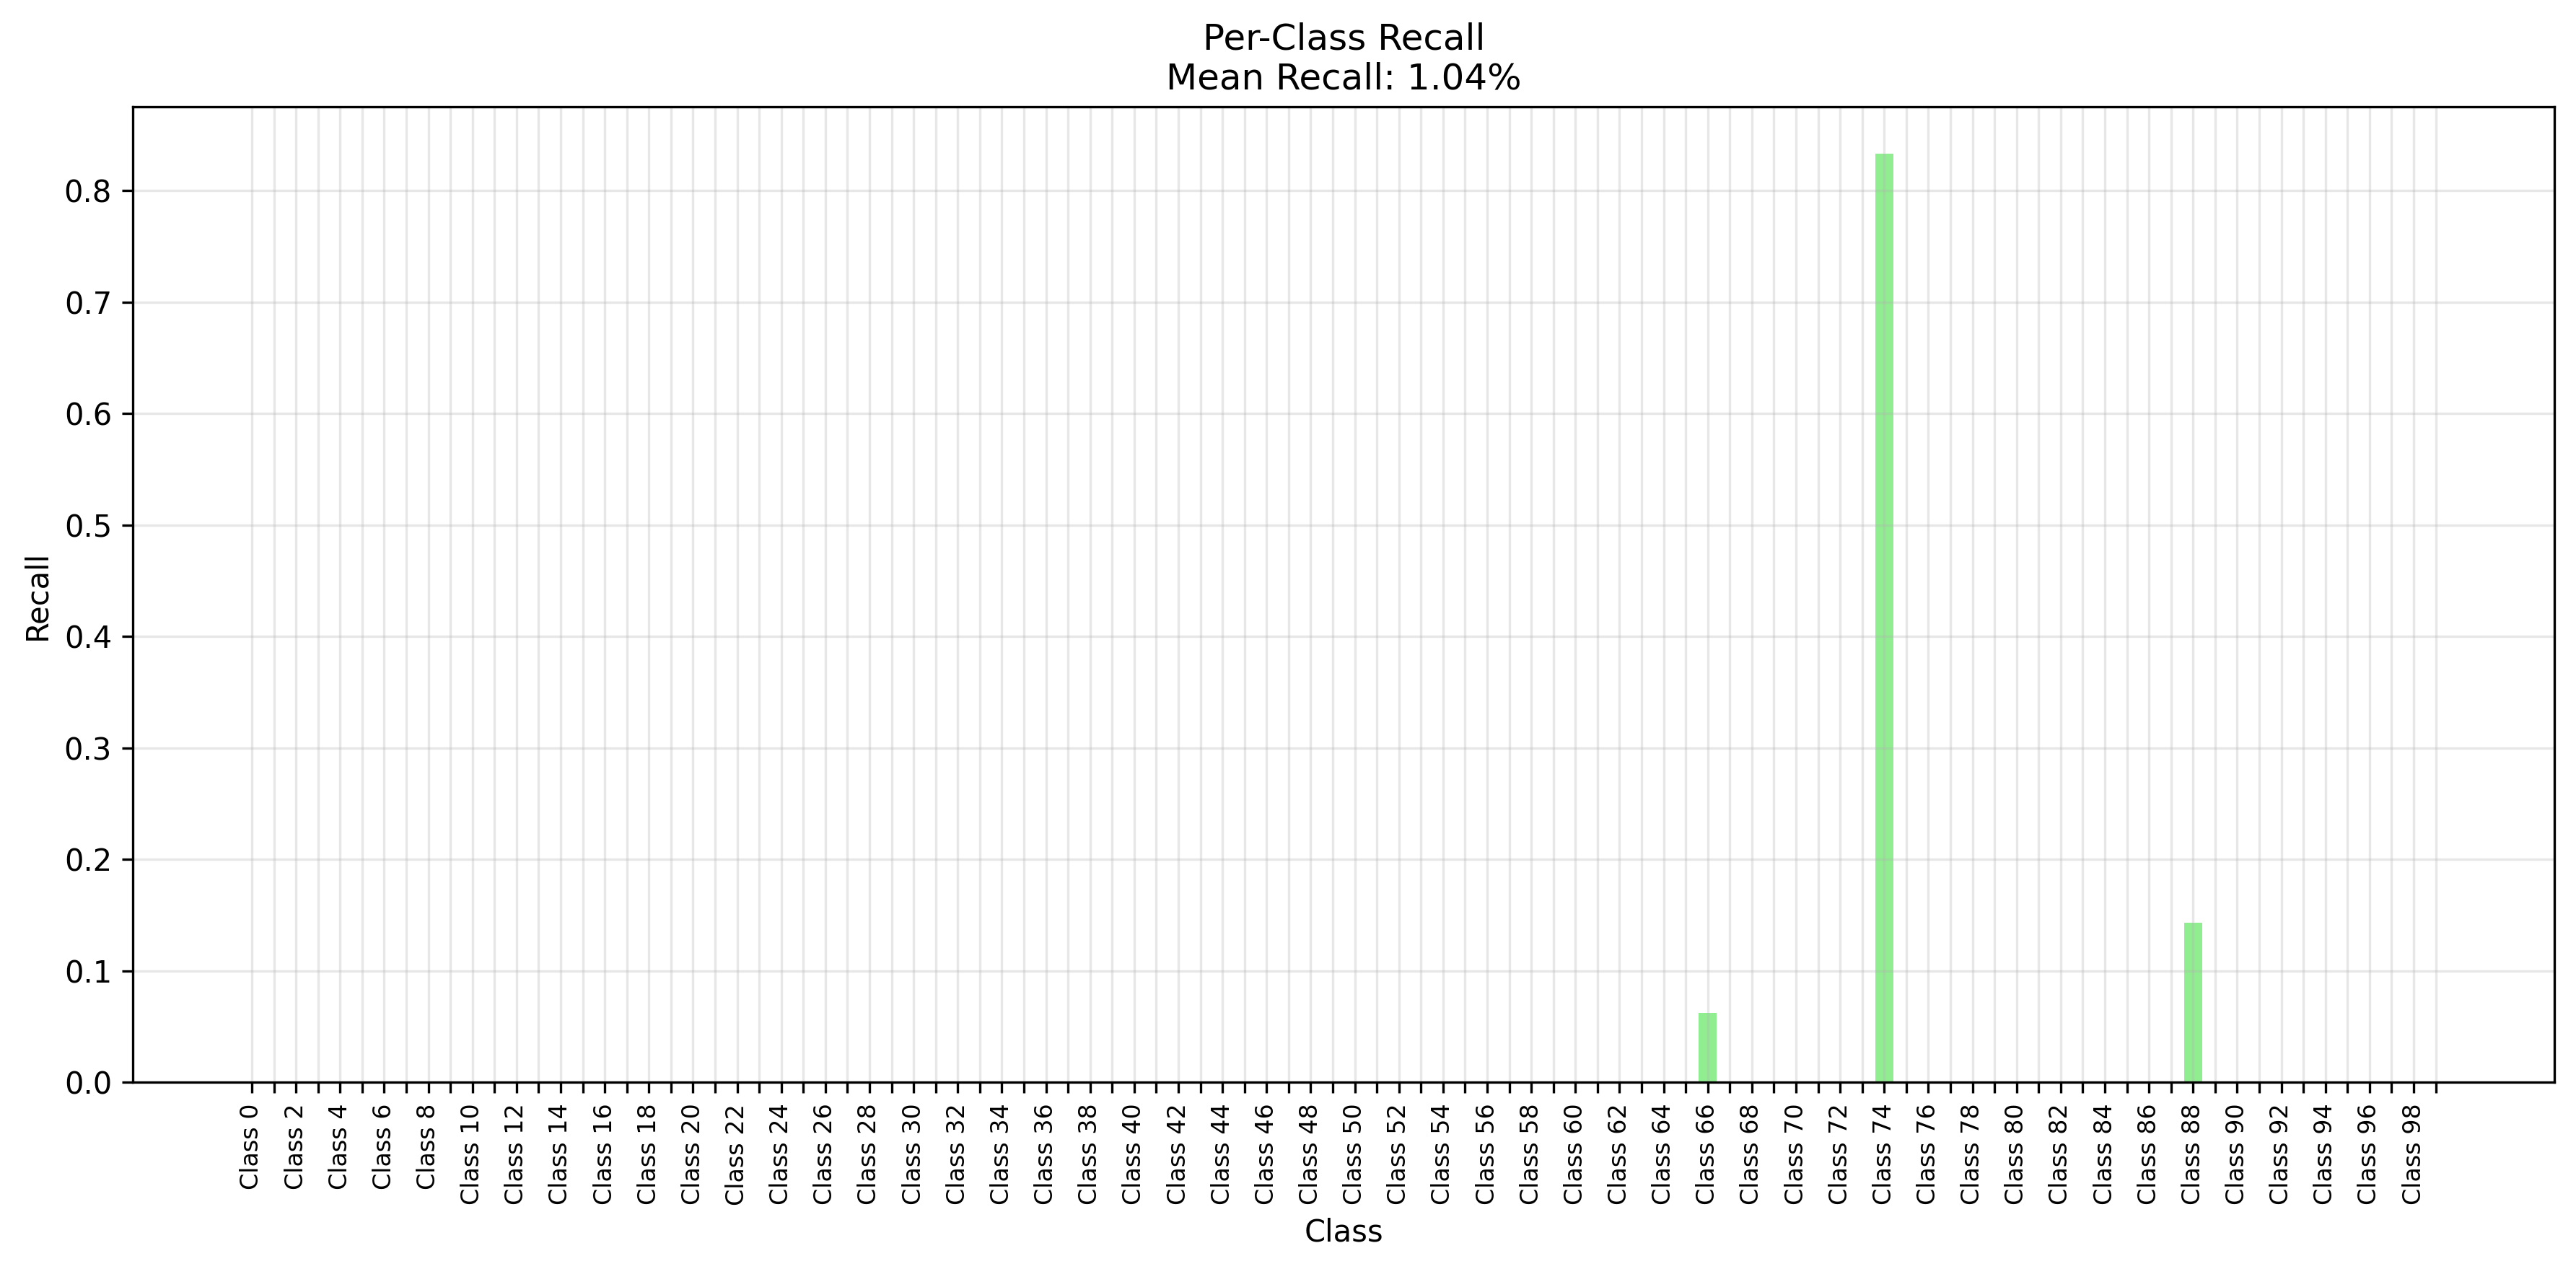 Per-Class Recall
Mean Recall: 1.04%
Recall
0.8
0.7
0.6
0.5
0.4
0.3
0.2
0.1
0.0
Class 0
Class 2
Class 4
Class 6
Class 8
Class 10
Class 12
Class 14
Class 16
Class 18
Class 20
Class 22
Class 24
Class 26
Class 28
Class 30
Class 32
Class 34
Class 36
Class 38
Class 40
Class 42
Class 44
Class 46
Class 48
Class 50
Class 52
Class 54
Class 56
Class 58
Class 60
Class 62
Class 64
Class 66
Class 68
Class 70
Class 72
Class 74
Class 76
Class 78
Class 80
Class 82
Class 84
Class 86
Class 88
Class 90
Class 92
Class 94
Class 96
Class 98
Class